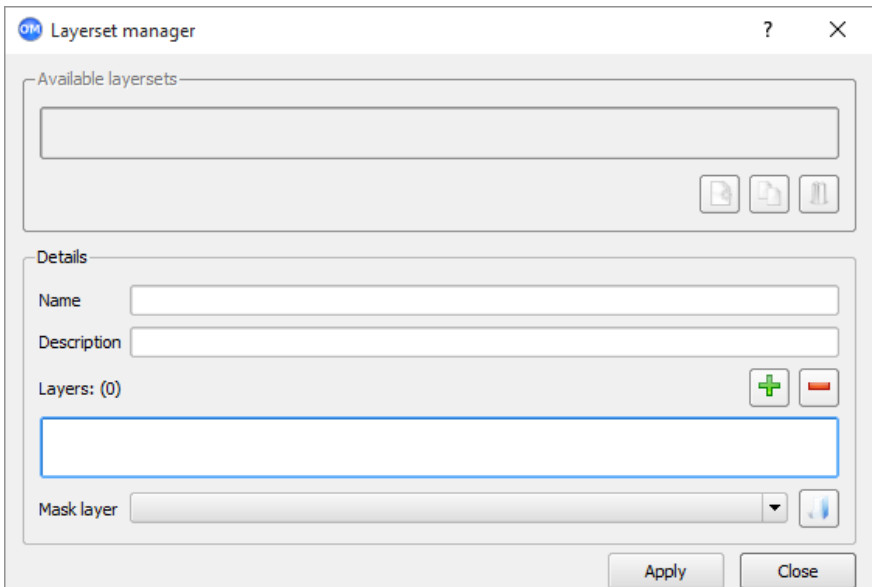 OM Layerset manager ?
Available layersets
Details
Name
Description
Layers: (0)
Mask layer
Apply Close